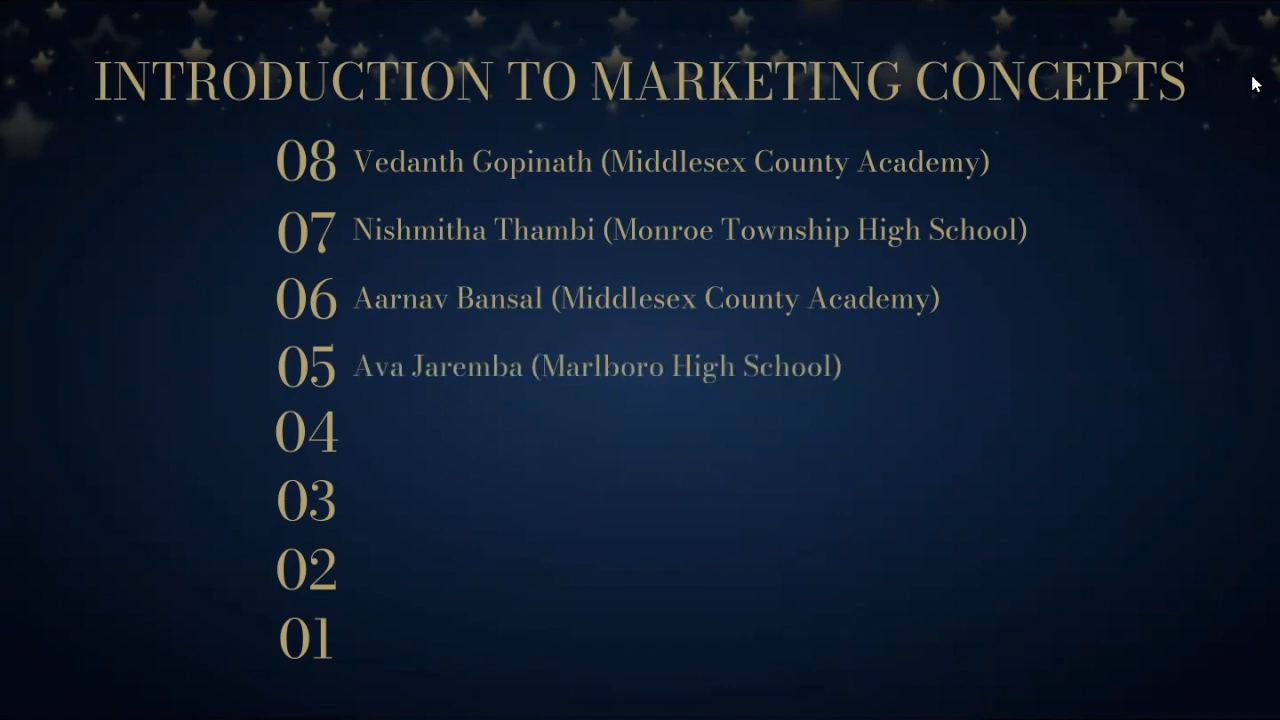 INTRODUCTION TO MARKETING CONCEPTS
08 Vedanth Gopinath (Middlesex County Academy)
07 Nishmitha Thambi (Monroe Township High School)
06 Aarnav Bansal (Middlesex County Academy)
05 Ava Jaremba (Marlboro High School)
04
03
02
01